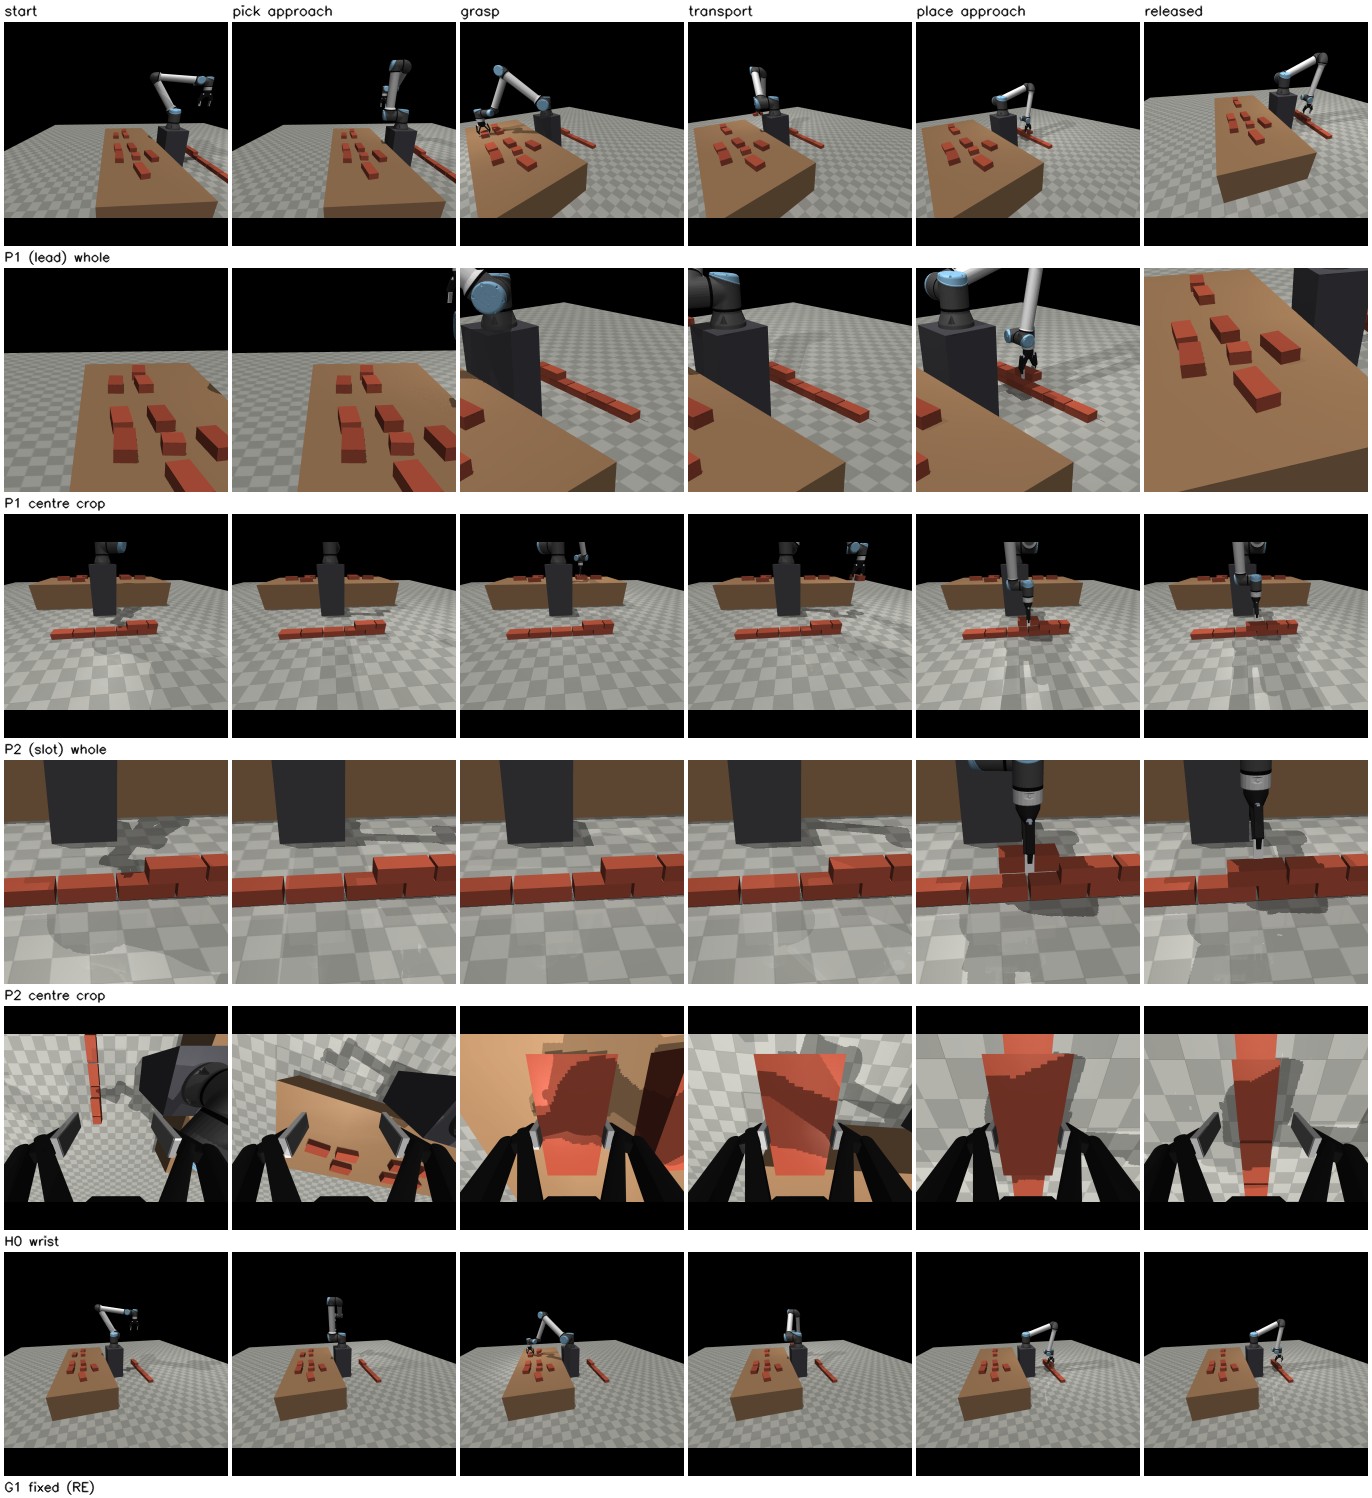 start pick approach grasp transport place approach released
P1 (lead) whole
P1 centre crop
P2 (slot) whole
P2 centre crop
H0 wrist
G1 fixed (RE)